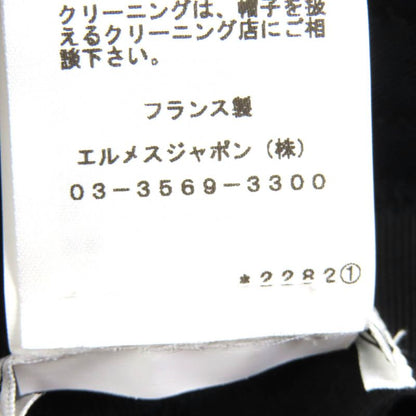 クリーニングは、帽子を扱
えるクリーニング店にご相
談下さい。
フランス製
エルメスジャポン（株）
03-3569-3300
*2282①